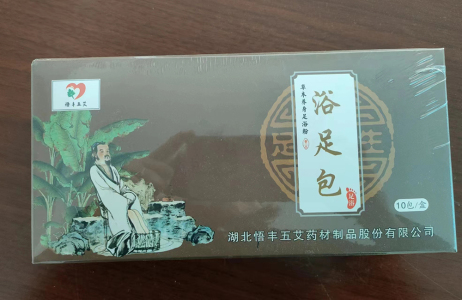 悟丰五艾
草本养身足浴粉
浴足包
10包/盒
湖北悟丰五艾药材制品股份有限公司